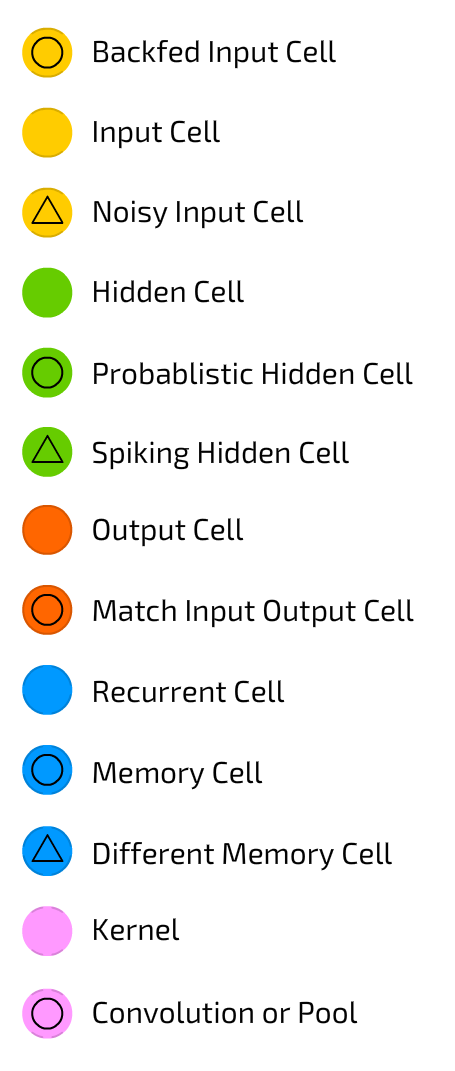 Backfed Input Cell
Input Cell
Noisy Input Cell
Hidden Cell
Probablistic Hidden Cell
Spiking Hidden Cell
Output Cell
Match Input Output Cell
Recurrent Cell
Memory Cell
Different Memory Cell
Kernel
Convolution or Pool